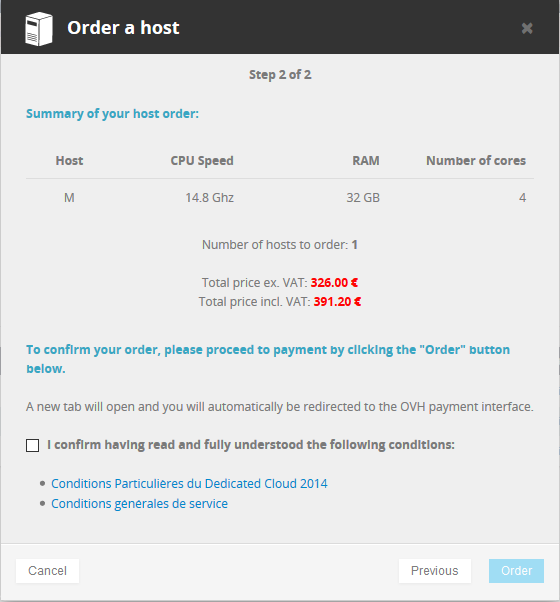 Order a host
Step 2 of 2
Summary of your host order:
Host CPU Speed RAM Number of cores
M 14.8 Ghz 32 GB 4
Number of hosts to order: 1
Total price ex. VAT: 326.00 €
Total price incl. VAT: 391.20 €
To confirm your order, please proceed to payment by clicking the "Order" button
below.
A new tab will open and you will automatically be redirected to the OVH payment interface.
I confirm having read and fully understood the following conditions:
Conditions Particulières du Dedicated Cloud 2014
Conditions générales de service
Cancel Previous Order